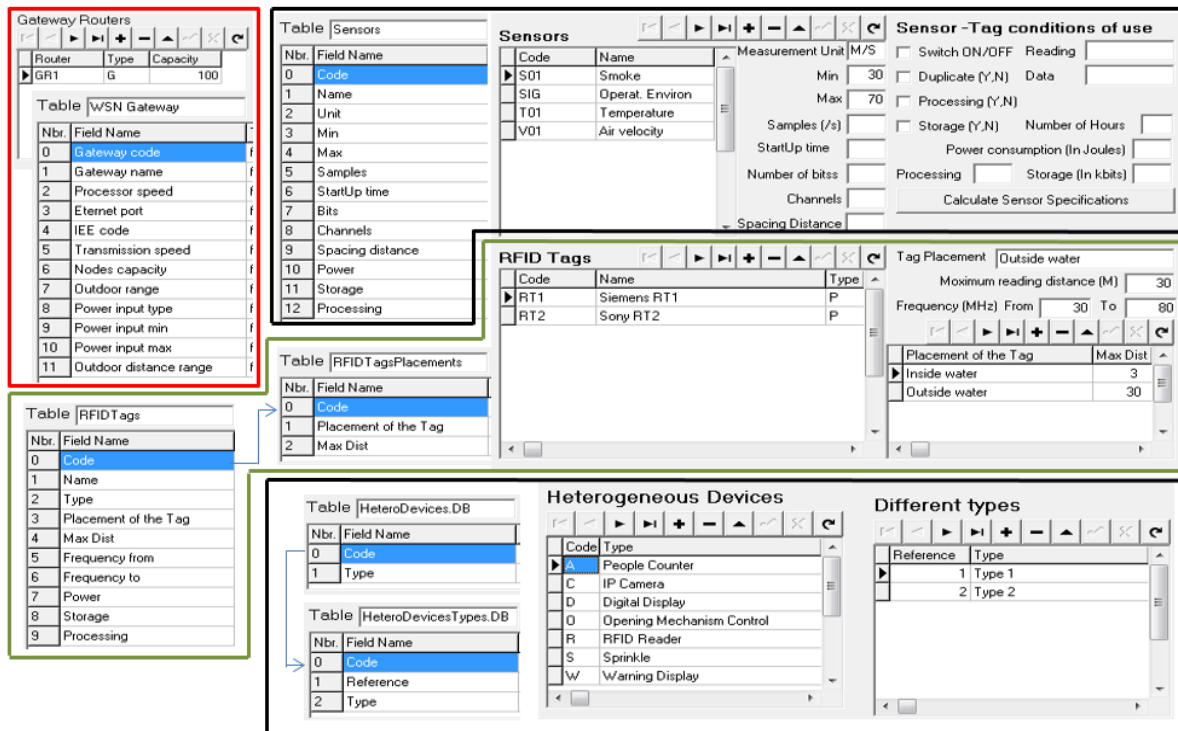 Gateway Routers
Router Type Capacity
GR1 G 100
Table WSN Gateway
Nbr. Field Name
0 Gateway code
1 Gateway name
2 Processor speed
3 Eternet port
4 IEE code
5 Transmission speed
6 Nodes capacity
7 Outdoor range
8 Power input type
9 Power input min
10 Power input max
11 Outdoor distance range
Table Sensors
Nbr. Field Name
0 Code
1 Name
2 Unit
3 Min
4 Max
5 Samples
6 StartUp time
7 Bits
8 Channels
9 Spacing distance
10 Power
11 Storage
12 Processing
Sensors
Code Name
S01 Smoke
SIG Operat. Environ
T01 Temperature
V01 Air velocity
Measurement Unit M/S
Min 30
Max 70
Samples (/s)
StartUp time
Number of bitss
Channels
Spacing Distance
Sensor -Tag conditions of use
Switch ON/OFF Reading
Duplicate (Y,N) Data
Processing (Y,N)
Storage (Y,N) Number of Hours
Power consumption (In Joules)
Processing Storage (In kbits)
Calculate Sensor Specifications
RFID Tags
Code Name Type
RT1 Siemens RT1 P
RT2 Sony RT2 P
Tag Placement Outside water
Moximum reading distance (M) 30
Frequency (MHz) From 30 To 80
Placement of the Tag Max Dist
Inside water 3
Outside water 30
Table RFIDTagsPlacements
Nbr. Field Name
0 Code
1 Placement of the Tag
2 Max Dist
Table RFIDTags
Nbr. Field Name
0 Code
1 Name
2 Type
3 Placement of the Tag
4 Max Dist
5 Frequency from
6 Frequency to
7 Power
8 Storage
9 Processing
Table HeteroDevices.DB
Nbr. Field Name
0 Code
1 Type
Table HeteroDevicesTypes.DB
Nbr. Field Name
0 Code
1 Reference
2 Type
Heterogeneous Devices
Code Type
A People Counter
C IP Camera
D Digital Display
O Opening Mechanism Control
R RFID Reader
S Sprinkle
W Warning Display
Different types
Reference Type
1 Type 1
2 Type 2